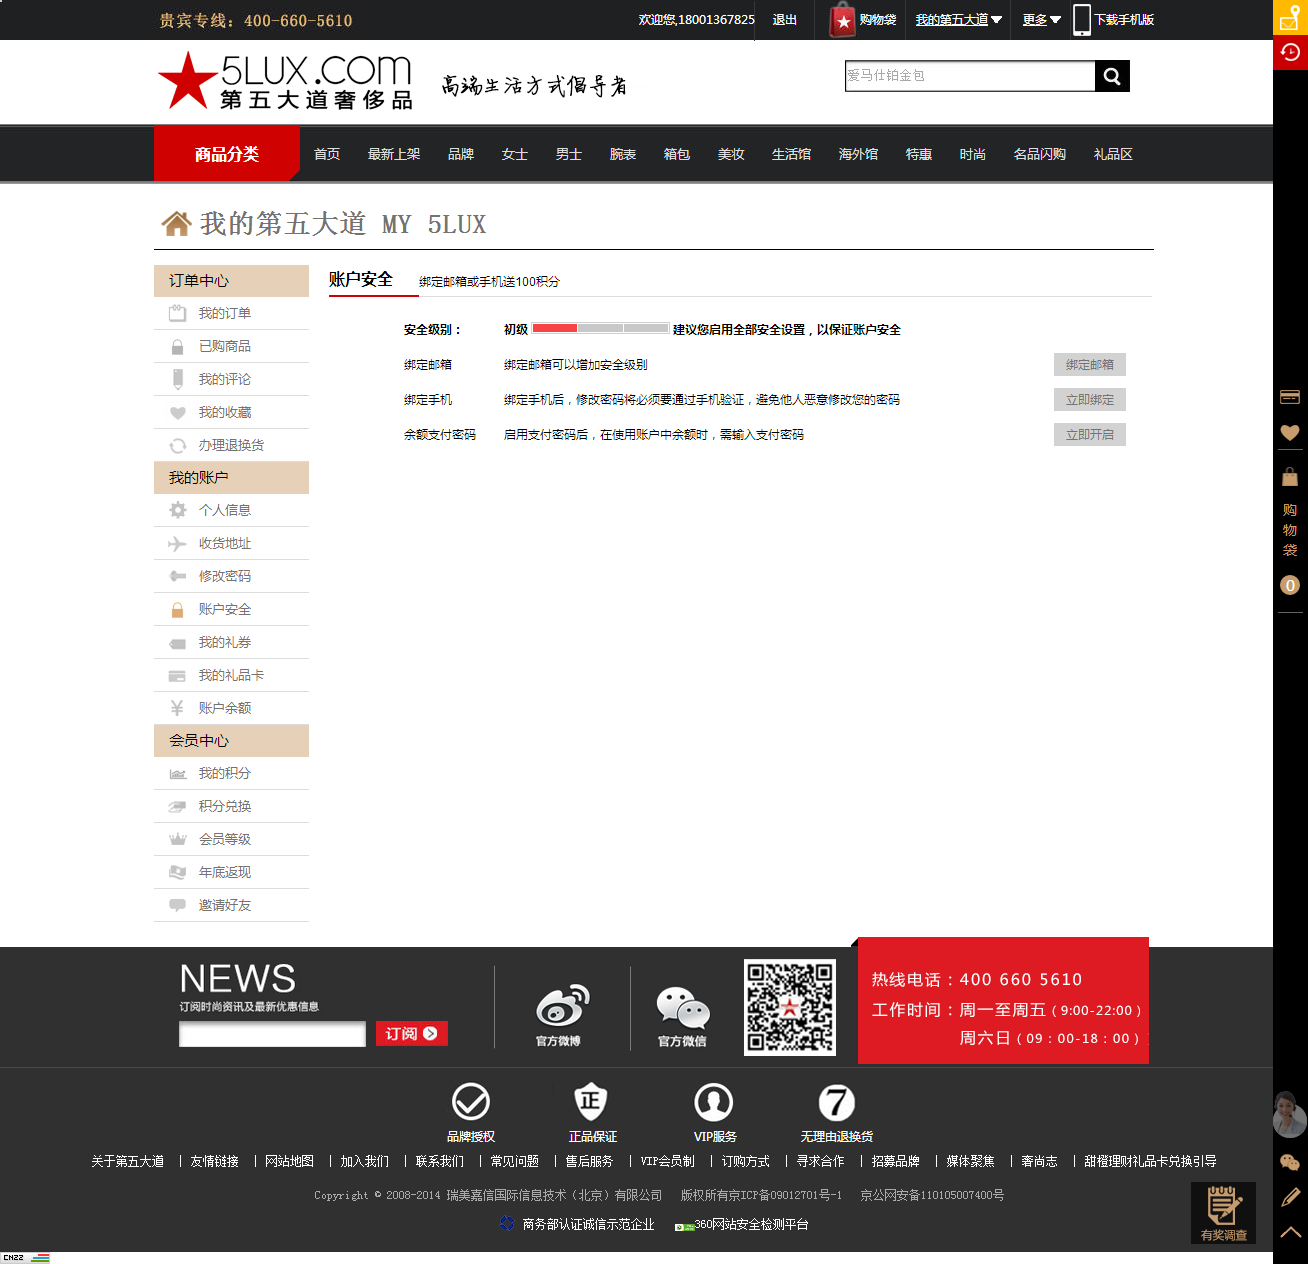 贵宾专线：400-660-5610
欢迎您,18001367825 退出 购物袋 我的第五大道 更多 下载手机版
5LUX.COM
第五大道奢侈品
高端生活方式倡导者
爱马仕铂金包
商品分类 首页 最新上架 品牌 女士 男士 腕表 箱包 美妆 生活馆 海外馆 特惠 时尚 名品闪购 礼品区
我的第五大道 MY 5LUX
订单中心
我的订单
已购商品
我的评论
我的收藏
办理退换货
我的账户
个人信息
收货地址
修改密码
账户安全
我的礼券
我的礼品卡
账户余额
会员中心
我的积分
积分兑换
会员等级
年底返现
邀请好友
账户安全 绑定邮箱或手机送100积分
安全级别： 初级 建议您启用全部安全设置，以保证账户安全
绑定邮箱 绑定邮箱可以增加安全级别 绑定邮箱
绑定手机 绑定手机后，修改密码将必须要通过手机验证，避免他人恶意修改您的密码 立即绑定
余额支付密码 启用支付密码后，在使用账户中余额时，需输入支付密码 立即开启
购物袋
0
NEWS
订阅时尚资讯及最新优惠信息
订阅
官方微博
官方微信
热线电话：400 660 5610
工作时间：周一至周五（9:00-22:00）
周六日（09：00-18：00）
正
7
品牌授权 正品保证 VIP服务 无理由退换货
关于第五大道 | 友情链接 | 网站地图 | 加入我们 | 联系我们 | 常见问题 | 售后服务 | VIP会员制 | 订购方式 | 寻求合作 | 招募品牌 | 媒体聚焦 | 奢尚志 | 甜橙理财礼品卡兑换引导
Copyright © 2008-2014 瑞美嘉信国际信息技术（北京）有限公司 版权所有京ICP备09012701号-1 京公网安备110105007400号
商务部认证诚信示范企业 360网站安全检测平台
有奖调查
CNZZ